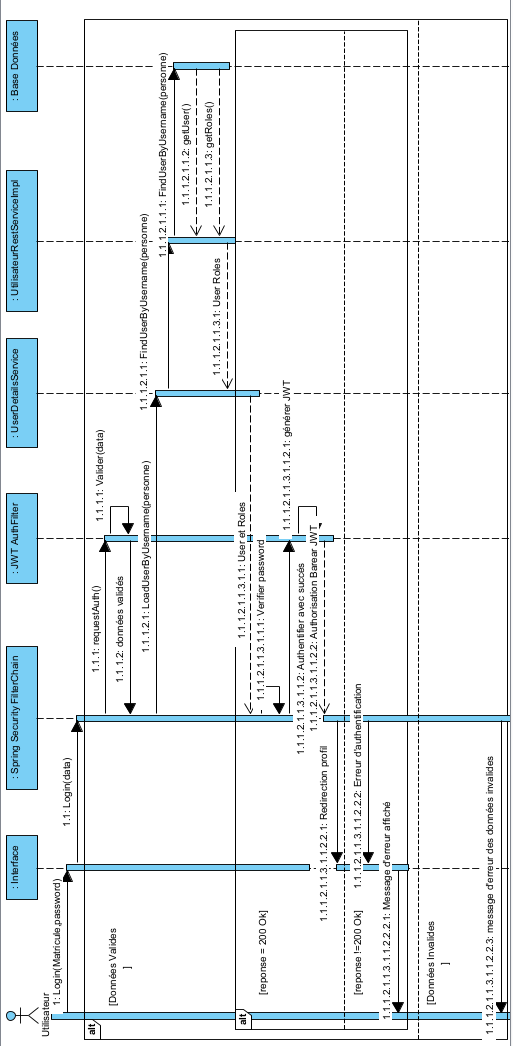 Utilisateur
: Interface
: Spring Security FilterChain
: JWT AuthFilter
: UserDetailsService
: UtilisateurRestServiceImpl
: Base Données
alt
1: Login(Matricule,password)
1.1: Login(data)
1.1.1: requestAuth()
1.1.1.1: Valider(data)
1.1.1.2: données validés
[Données Valides
]
1.1.1.2.1: LoadUserByUsername(personne)
1.1.1.2.1.1: FindUserByUsername(personne)
1.1.1.2.1.1.1: FindUserByUsername(personne)
1.1.1.2.1.1.2: getUser()
1.1.1.2.1.1.3: getRoles()
1.1.1.2.1.1.3.1: User Roles
alt
1.1.1.2.1.1.3.1.1: User et Roles
1.1.1.2.1.1.3.1.1.1: Verifier password
[reponse = 200 Ok]
1.1.1.2.1.1.3.1.1.2: Authentifier avec succés
1.1.1.2.1.1.3.1.1.2.1: générer JWT
1.1.1.2.1.1.3.1.1.2.2: Authorisation Barear JWT
1.1.1.2.1.1.3.1.1.2.2.1: Redirection profil
[reponse !=200 Ok]
1.1.1.2.1.1.3.1.1.2.2.2: Erreur d'authentification
1.1.1.2.1.1.3.1.1.2.2.2.1: Message d'erreur affiché
[Données Invalides
]
1.1.1.2.1.1.3.1.1.2.2.3: message d'erreur des données invalides